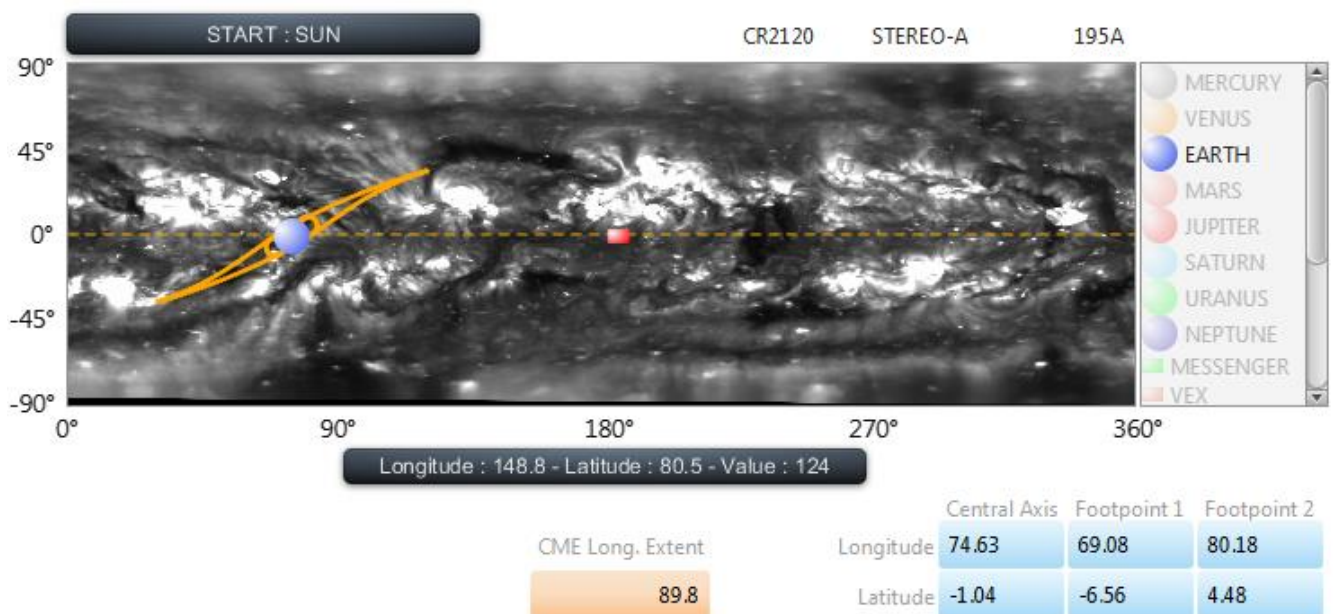 START : SUN
CR2120 STEREO-A 195A
90°
45°
0°
-45°
-90°
0° 90° 180° 270° 360°
MERCURY
VENUS
EARTH
MARS
JUPITER
SATURN
URANUS
NEPTUNE
MESSENGER
VEX
Longitude : 148.8 - Latitude : 80.5 - Value : 124
Central Axis Footpoint 1 Footpoint 2
CME Long. Extent Longitude 74.63 69.08 80.18
89.8 Latitude -1.04 -6.56 4.48